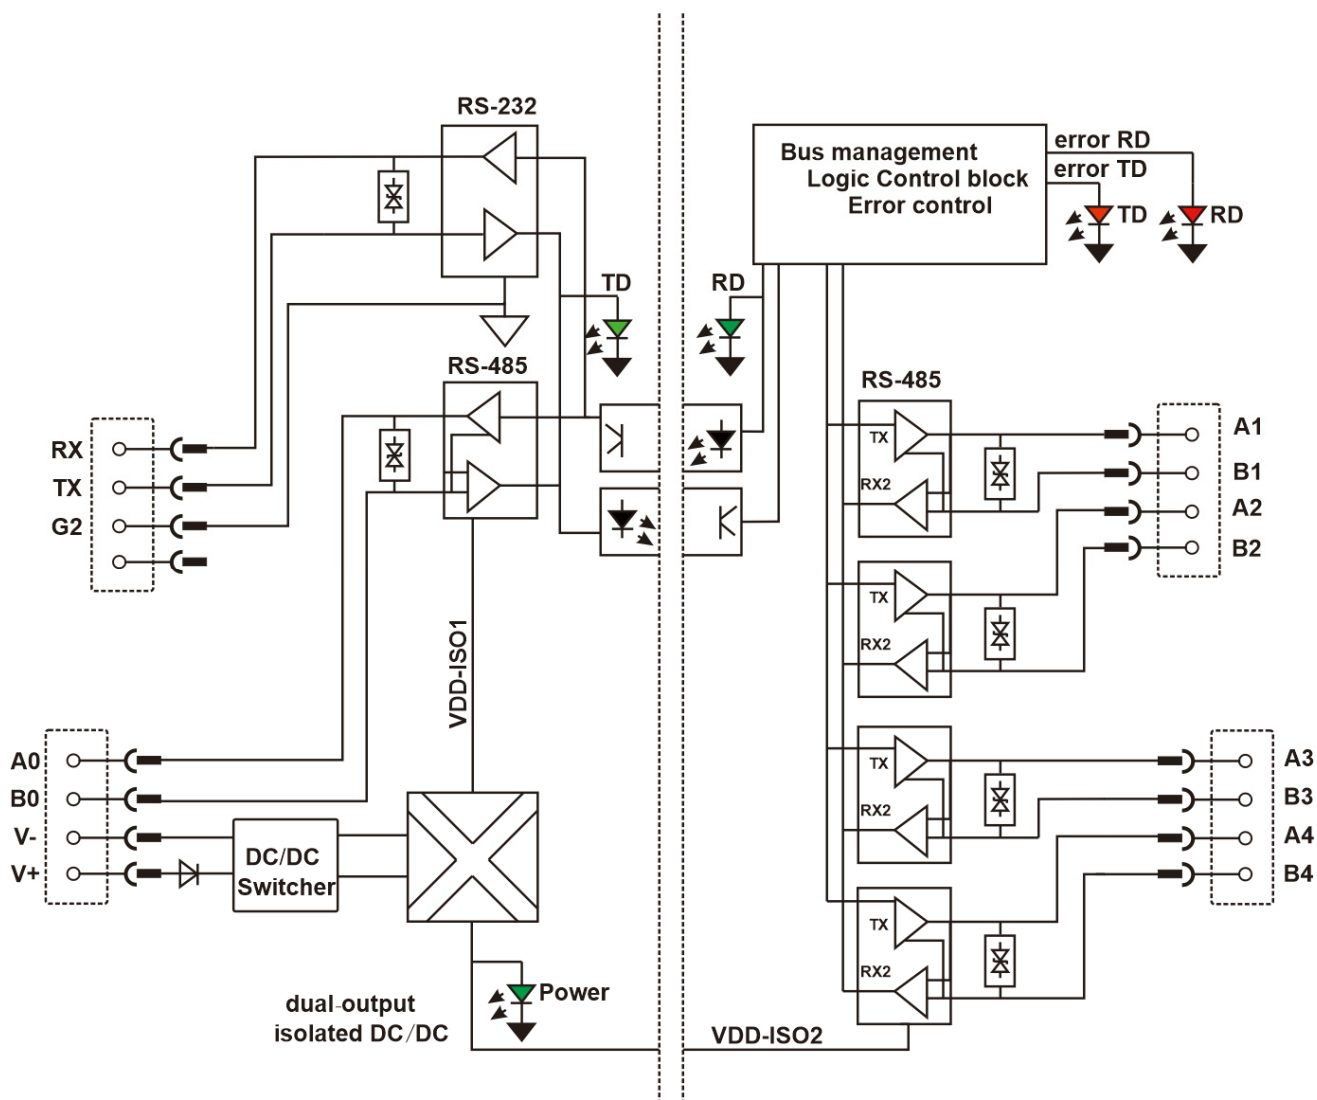 RS-232
error RD
error TD
Bus management
Logic Control block
Error control
TD
RD
TD
RD
RS-485
RS-485
RX
TX
G2
TX
RX2
A1
B1
A2
B2
TX
RX2
VDD-ISO1
A0
B0
V-
V+
DC/DC
Switcher
TX
RX2
A3
B3
A4
B4
TX
RX2
Power
dual-output
isolated DC/DC
VDD-ISO2